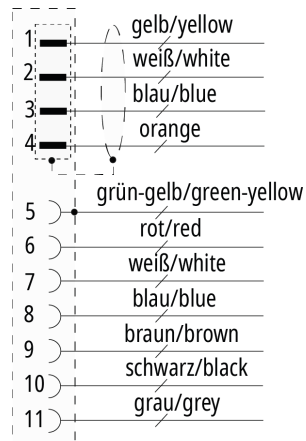 1 gelb/yellow
2 weiß/white
3 blau/blue
4 orange
5 grün-gelb/green-yellow
6 rot/red
7 weiß/white
8 blau/blue
9 braun/brown
10 schwarz/black
11 grau/grey